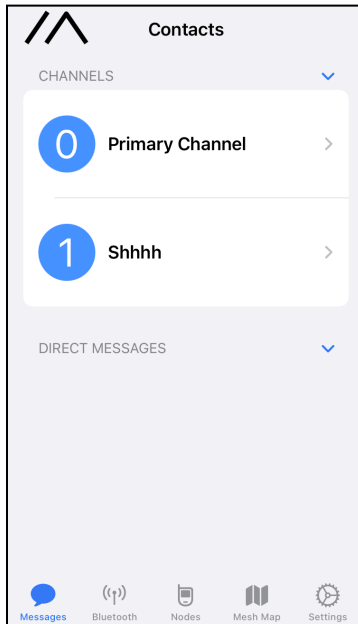 Contacts
CHANNELS
0 Primary Channel
1 Shhhh
DIRECT MESSAGES
Messages Bluetooth Nodes Mesh Map Settings